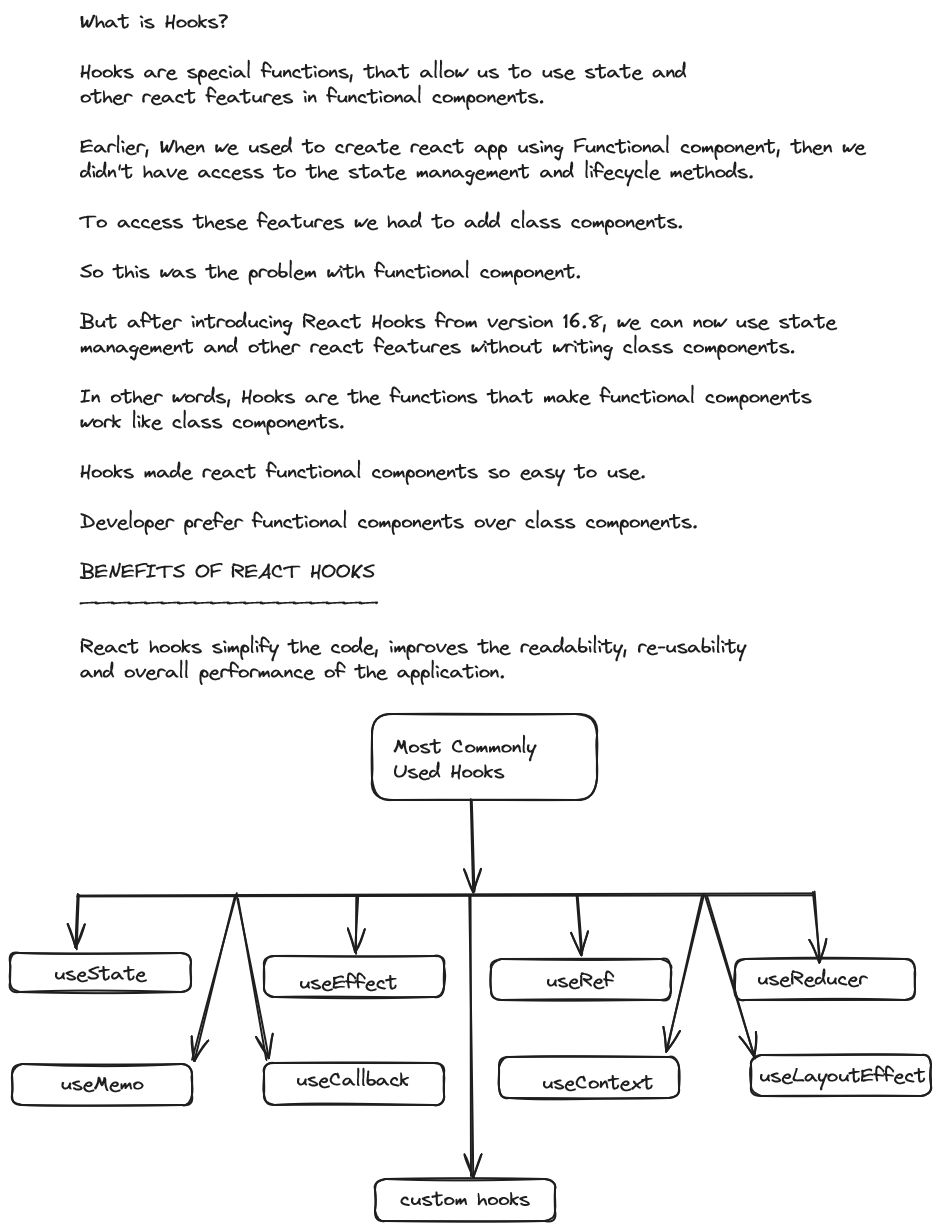 What is Hooks?
Hooks are special functions, that allow us to use state and
other react features in functional components.
Earlier, When we used to create react app using Functional component, then we
didn't have access to the state management and lifecycle methods.
To access these features we had to add class components.
So this was the problem with functional component.
But after introducing React Hooks from version 16.8, we can now use state
management and other react features without writing class components.
In other words, Hooks are the functions that make functional components
work like class components.
Hooks made react functional components so easy to use.
Developer prefer functional components over class components.
BENEFITS OF REACT HOOKS
React hooks simplify the code, improves the readability, re-usability
and overall performance of the application.
Most Commonly
Used Hooks
useState
useEffect
useRef
useReducer
useMemo
useCallback
useContext
useLayoutEffect
custom hooks